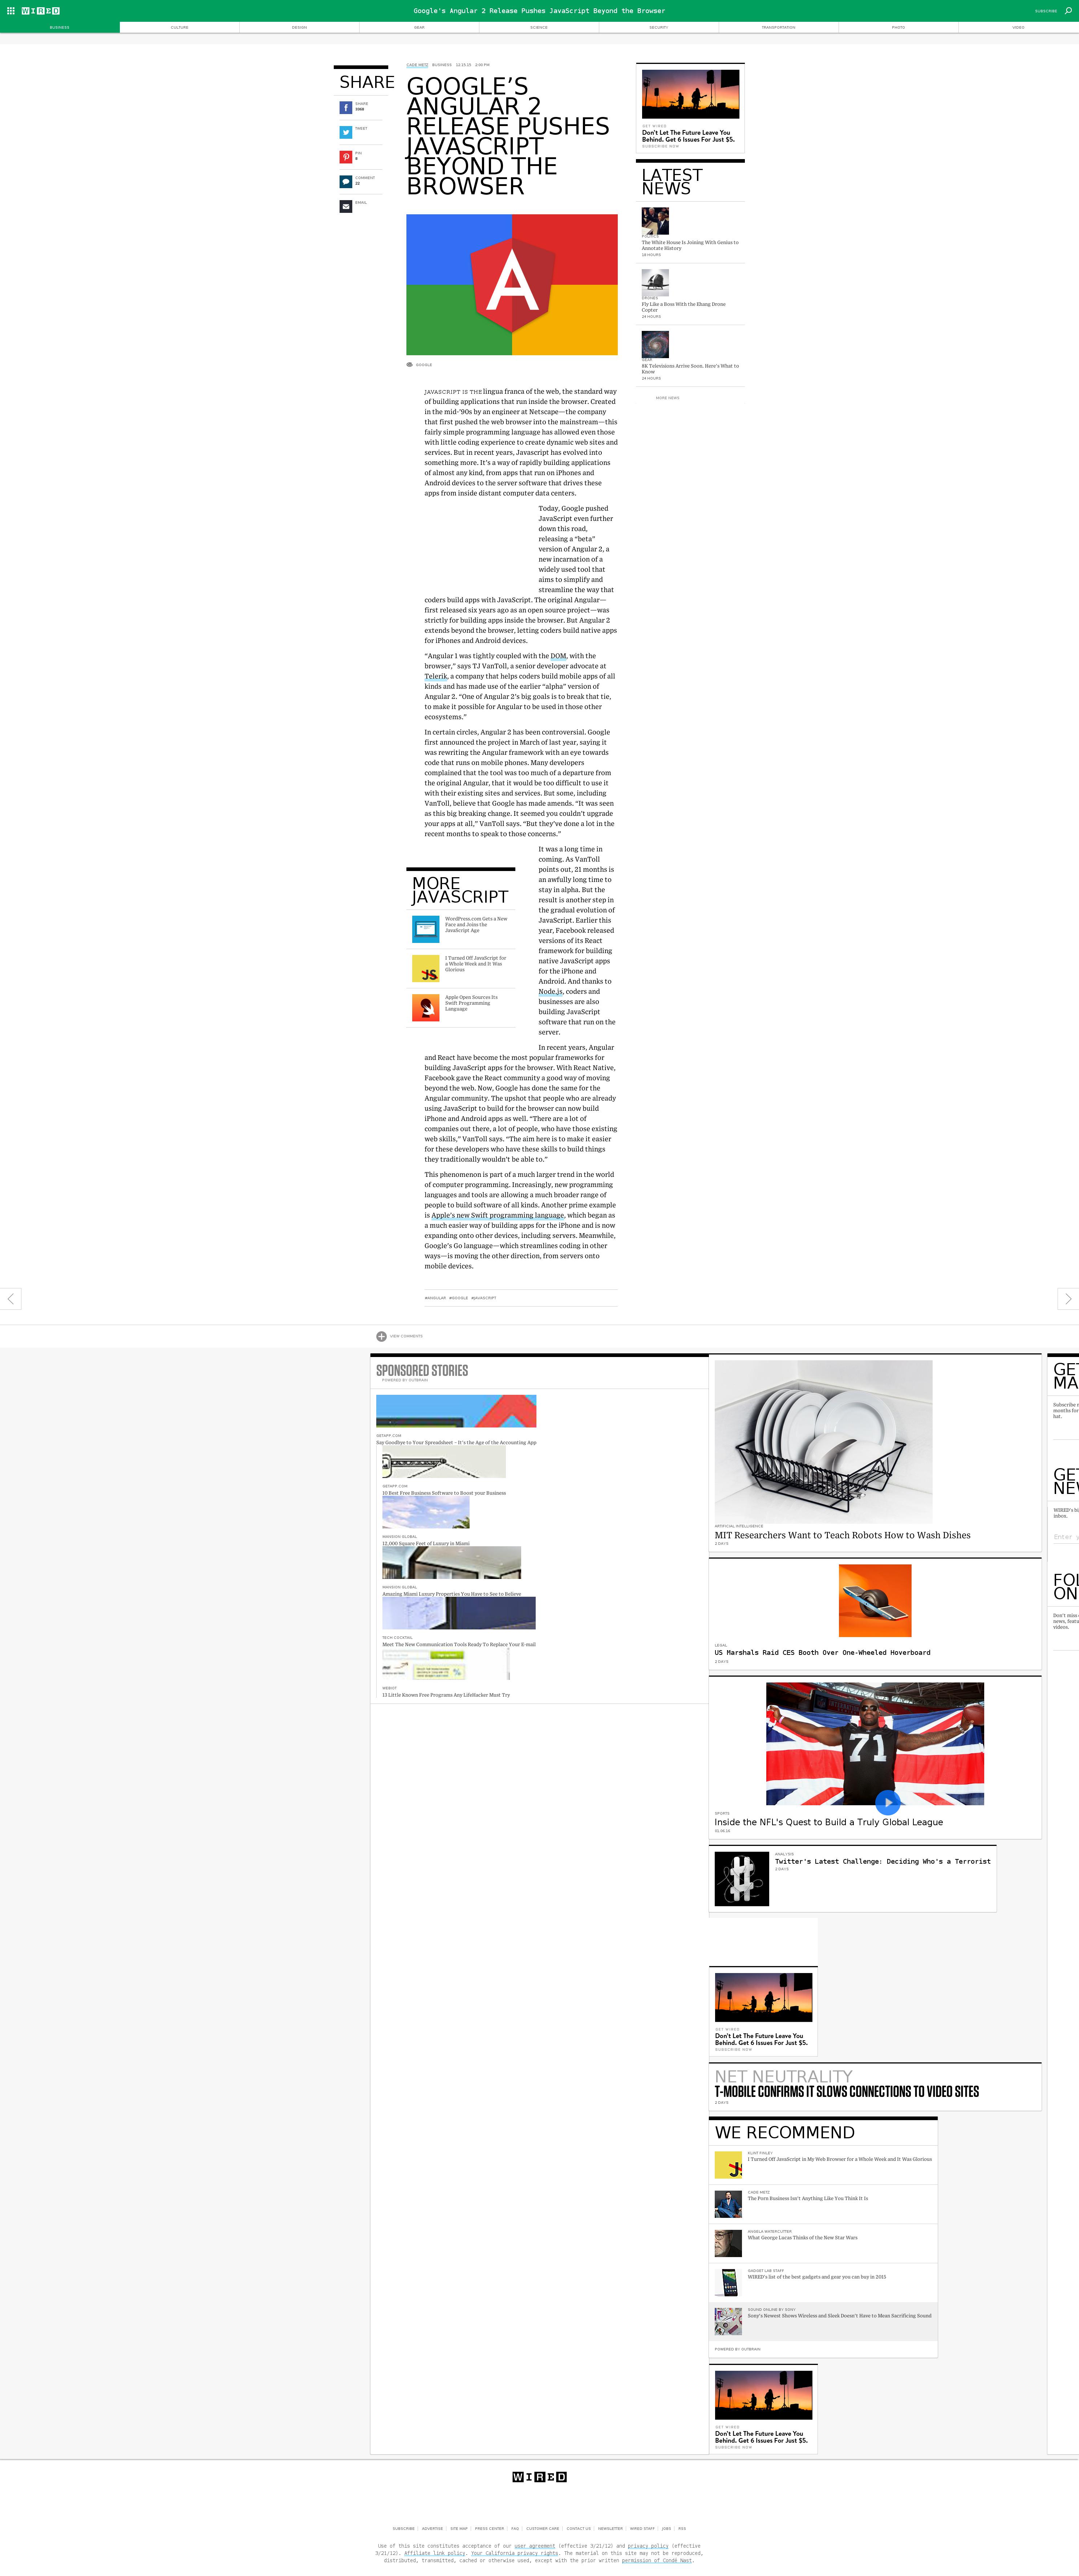 WIRED
Google's Angular 2 Release Pushes JavaScript Beyond the Browser
SUBSCRIBE
BUSINESS
CULTURE
DESIGN
GEAR
SCIENCE
SECURITY
TRANSPORTATION
PHOTO
VIDEO
SHARE
SHARE
TWEET
PIN
COMMENT
22
EMAIL
CADE METZ BUSINESS 12.15.15 2:00 PM
GOOGLE'S
ANGULAR 2
RELEASE PUSHES
JAVASCRIPT
BEYOND THE
BROWSER
A
GOOGLE
JAVASCRIPT IS THE lingua franca of the web, the standard way
of building applications that run inside the browser. Created
in the mid-'90s by an engineer at Netscape—the company
that first pushed the web browser into the mainstream—this
fairly simple programming language has allowed even those
with little coding experience to create dynamic web sites and
services. But in recent years, Javascript has evolved into
something more. It's a way of rapidly building applications
of almost any kind, from apps that run on iPhones and
Android devices to the server software that drives these
apps from inside distant computer data centers.
Today, Google pushed
JavaScript even further
down this road,
releasing a “beta”
version of Angular 2, a
new incarnation of a
widely used tool that
aims to simplify and
streamline the way that
coders build apps with JavaScript. The original Angular—
first released six years ago as an open source project—was
strictly for building apps inside the browser. But Angular 2
extends beyond the browser, letting coders build native apps
for iPhones and Android devices.
“Angular 1 was tightly coupled with the DOM, with the
browser,” says TJ VanToll, a senior developer advocate at
Telerik, a company that helps coders build mobile apps of all
kinds and has made use of the earlier “alpha” version of
Angular 2. “One of Angular 2's big goals is to break that tie,
to make it possible for Angular to be used in those other
ecosystems.”
In certain circles, Angular 2 has been controversial. Google
first announced the project in March of last year, saying it
was rewriting the Angular framework with an eye towards
code that runs on mobile phones. Many developers
complained that the tool was too much of a departure from
the original Angular, that it would be too difficult to use it
with their existing sites and services. But some, including
VanToll, believe that Google has made amends. “It was seen
as this big breaking change. It seemed you couldn't upgrade
your apps at all,” VanToll says. “But they've done a lot in the
recent months to speak to those concerns.”
It was a long time in
coming. As VanToll
points out, 21 months is
an awfully long time to
stay in alpha. But the
result is another step in
the gradual evolution of
JavaScript. Earlier this
year, Facebook released
versions of its React
framework for building
native JavaScript apps
for the iPhone and
Android. And thanks to
Node.js, coders and
businesses are also
building JavaScript
software that run on the
server.
MORE
JAVASCRIPT
WordPress.com Gets a New
Face and Joins the
JavaScript Age
JS
I Turned Off JavaScript for
a Whole Week and It Was
Glorious
Apple Open Sources Its
Swift Programming
Language
In recent years, Angular
and React have become the most popular frameworks for
building JavaScript apps for the browser. With React Native,
Facebook gave the React community a good way of moving
beyond the web. Now, Google has done the same for the
Angular community. The upshot that people who are already
using JavaScript to build for the browser can now build
iPhone and Android apps as well. “There are a lot of
companies out there, a lot of people, who have those existing
web skills,” VanToll says. “The aim here is to make it easier
for these developers who have these skills to build things
they traditionally wouldn't be able to.”
This phenomenon is part of a much larger trend in the world
of computer programming. Increasingly, new programming
languages and tools are allowing a much broader range of
people to build software of all kinds. Another prime example
is Apple's new Swift programming language, which began as
a much easier way of building apps for the iPhone and is now
expanding onto other devices, including servers. Meanwhile,
Google's Go language—which streamlines coding in other
ways—is moving the other direction, from servers onto
mobile devices.
#ANGULAR #GOOGLE #JAVASCRIPT
VIEW COMMENTS
GET WIRED
Don't Let The Future Leave You
Behind. Get 6 Issues For Just $5.
SUBSCRIBE NOW
LATEST
NEWS
The White House Is Joining With Genius to
Annotate History
DRONES
Fly Like a Boss With the Ehang Drone
Copter
24 HOURS
GEAR
8K Televisions Arrive Soon. Here's What to
Know
24 HOURS
MORE NEWS
SPONSORED STORIES
POWERED BY OUTBRAIN
GETAPP.COM
Say Goodbye to Your Spreadsheet – It's the Age of the Accounting App
GETAPP.COM
10 Best Free Business Software to Boost your Business
MANSION GLOBAL
12,000 Square Feet of Luxury in Miami
MANSION GLOBAL
Amazing Miami Luxury Properties You Have to See to Believe
TECH COCKTAIL
Meet The New Communication Tools Ready To Replace Your E-mail
WEBOT
13 Little Known Free Programs Any LifeHacker Must Try
ARTIFICIAL INTELLIGENCE
MIT Researchers Want to Teach Robots How to Wash Dishes
2 DAYS
LEGAL
US Marshals Raid CES Booth Over One-Wheeled Hoverboard
2 DAYS
71
SPORTS
Inside the NFL's Quest to Build a Truly Global League
ANALYSIS
Twitter's Latest Challenge: Deciding Who's a Terrorist
2 DAYS
GET WIRED
Don't Let The Future Leave You
Behind. Get 6 Issues For Just $5.
SUBSCRIBE NOW
NET NEUTRALITY
T-MOBILE CONFIRMS IT SLOWS CONNECTIONS TO VIDEO SITES
2 DAYS
WE RECOMMEND
KLINT FINLEY
I Turned Off JavaScript in My Web Browser for a Whole Week and It Was Glorious
CADE METZ
The Porn Business Isn't Anything Like You Think It Is
ANGELA WATERCUTTER
What George Lucas Thinks of the New Star Wars
GADGET LAB STAFF
WIRED's list of the best gadgets and gear you can buy in 2015
SOUND ONLINE BY SONY
Sony's Newest Shows Wireless and Sleek Doesn't Have to Mean Sacrificing Sound
POWERED BY OUTBRAIN
GET WIRED
Don't Let The Future Leave You
Behind. Get 6 Issues For Just $5.
SUBSCRIBE NOW
GE
MA
Subscribe
months for
hat.
GE
NE
WIRED's bi
inbox.
Enter y
FOL
ON
Don't miss
news, featu
videos.
WIRED
SUBSCRIBE | ADVERTISE | SITE MAP | PRESS CENTER | FAQ | CUSTOMER CARE | CONTACT US | NEWSLETTER | WIRED STAFF | JOBS | RSS
Use of this site constitutes acceptance of our user agreement (effective 3/21/12) and privacy policy (effective
3/21/12). Affiliate link policy. Your California privacy rights. The material on this site may not be reproduced,
distributed, transmitted, cached or otherwise used, except with the prior written permission of Condé Nast.